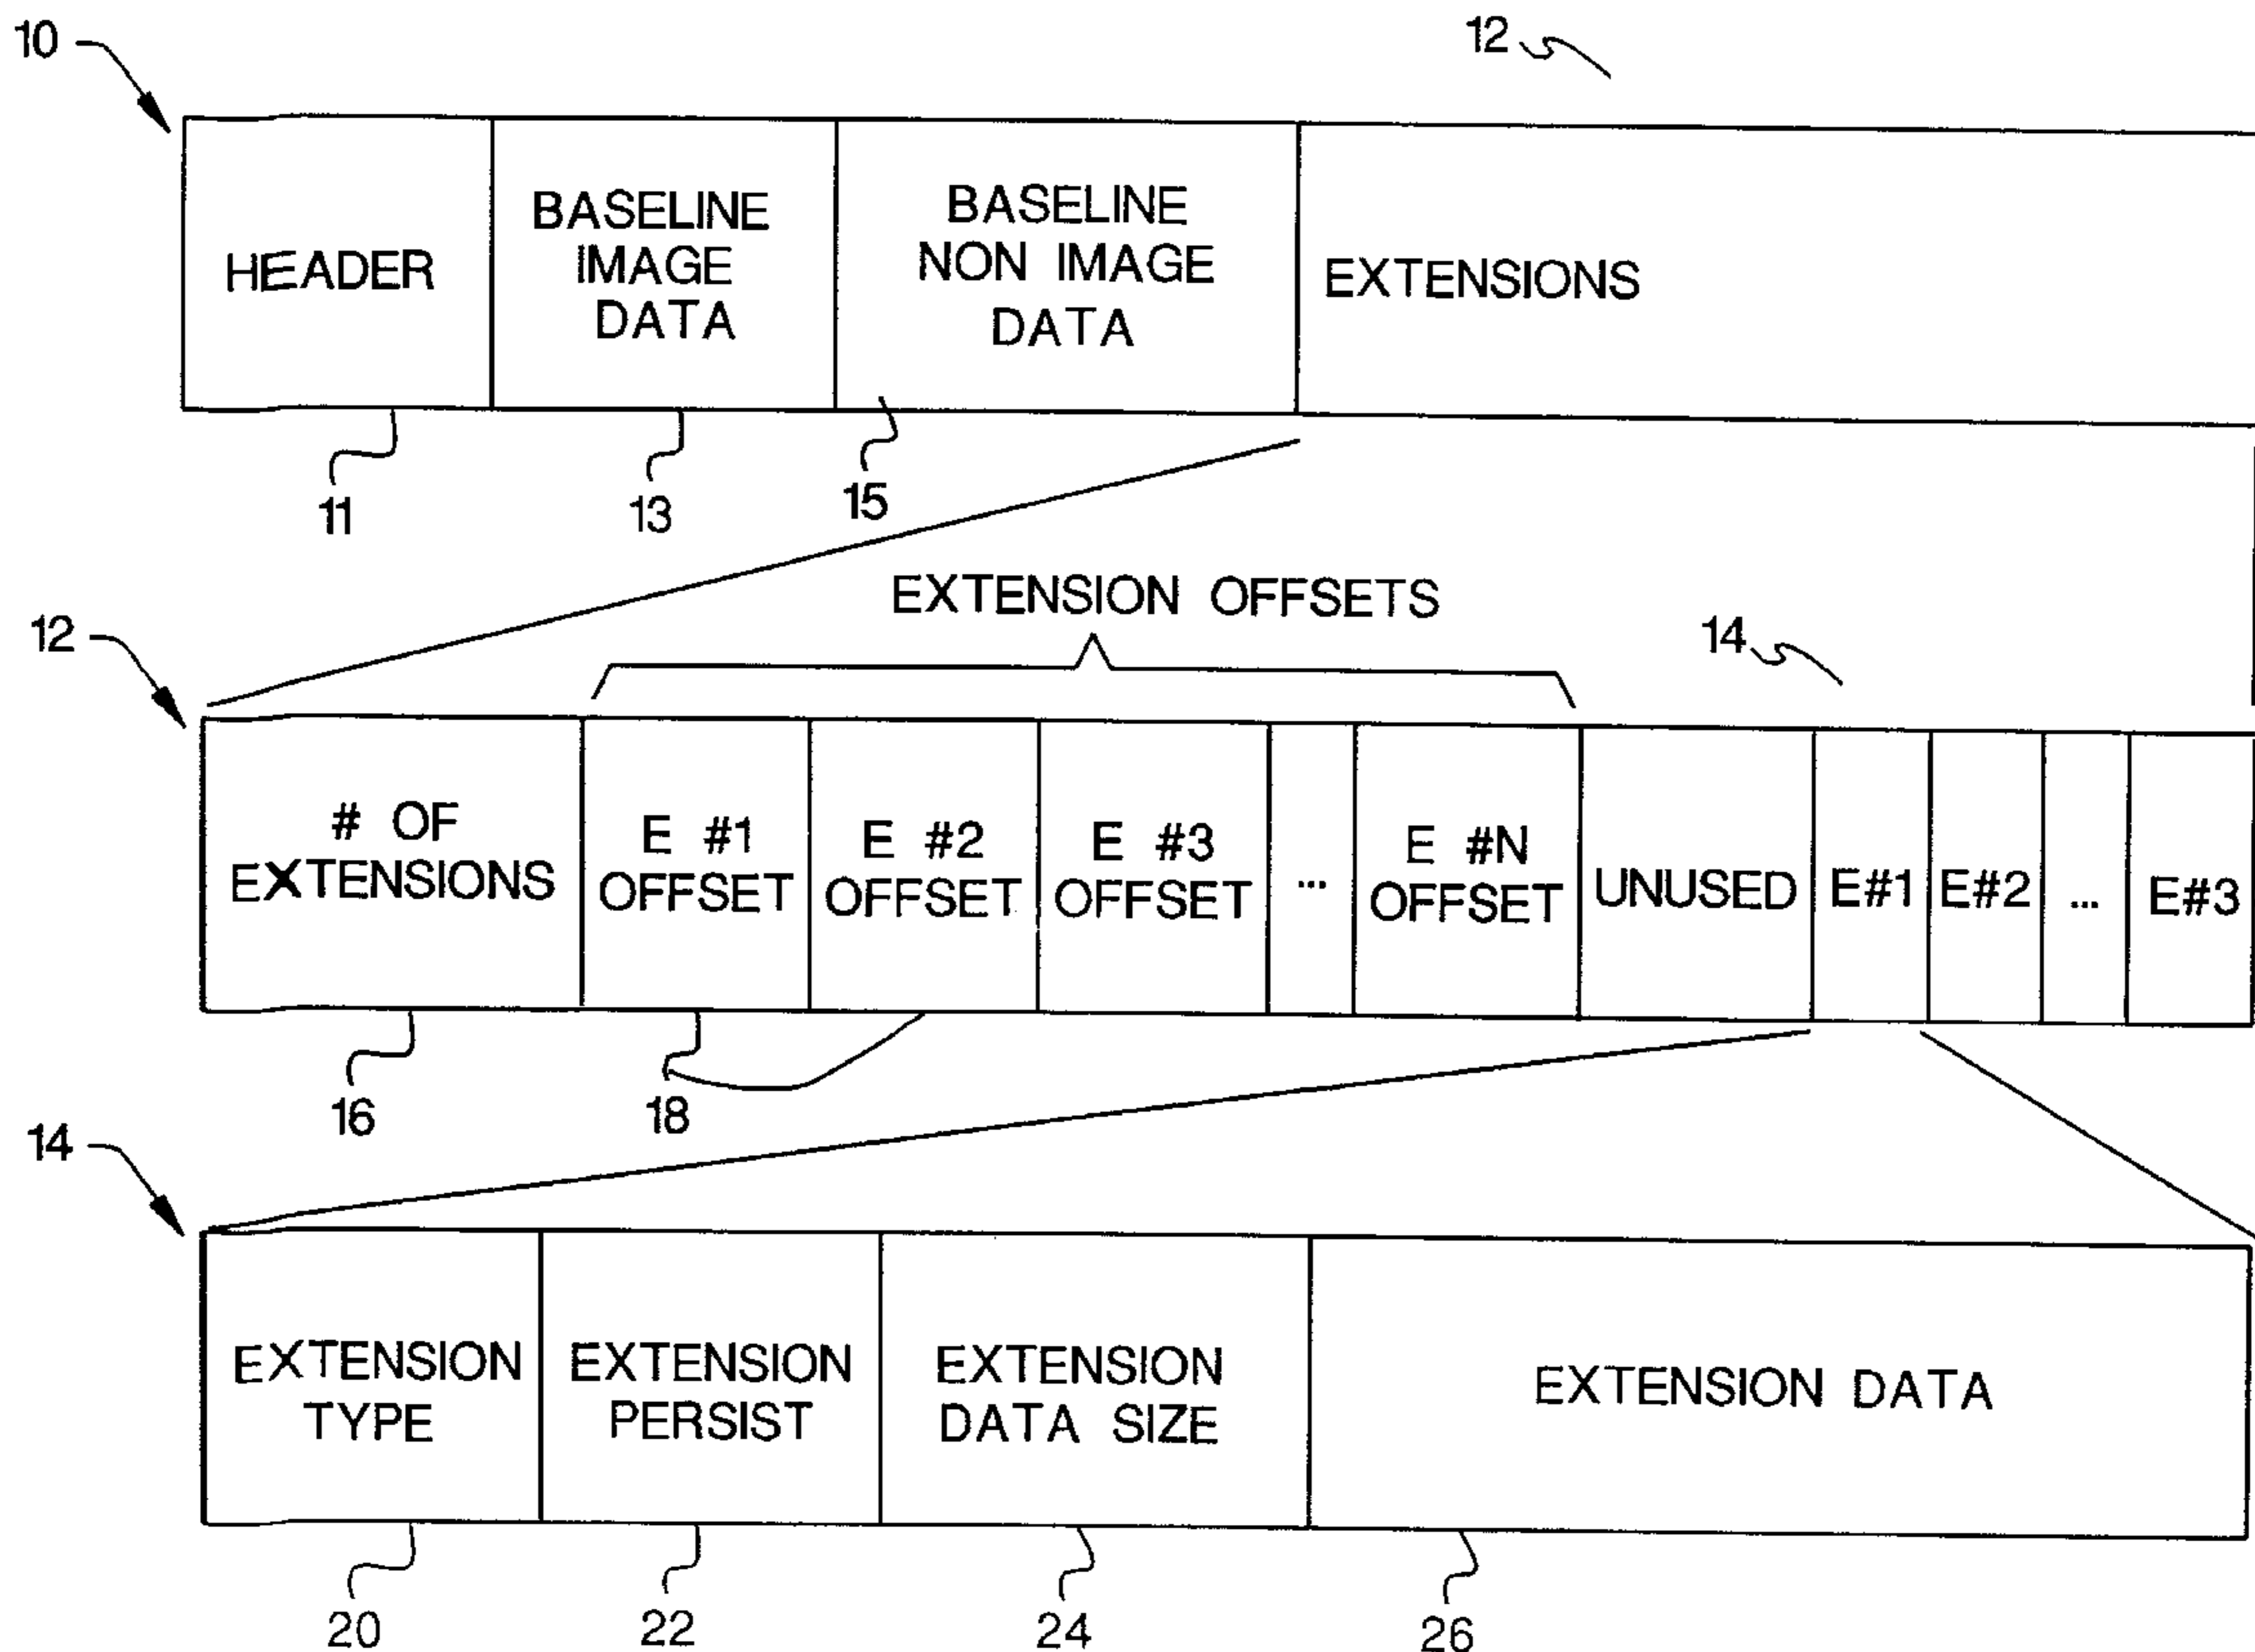 10
12
HEADER
BASELINE
IMAGE
DATA
BASELINE
NON IMAGE
DATA
EXTENSIONS
11
13
15
EXTENSION OFFSETS
12
14
# OF
EXTENSIONS
E #1
OFFSET
E #2
OFFSET
E #3
OFFSET
...
E #N
OFFSET
UNUSED
E#1
E#2
...
E#3
16
18
14
EXTENSION
TYPE
EXTENSION
PERSIST
EXTENSION
DATA SIZE
EXTENSION DATA
20
22
24
26